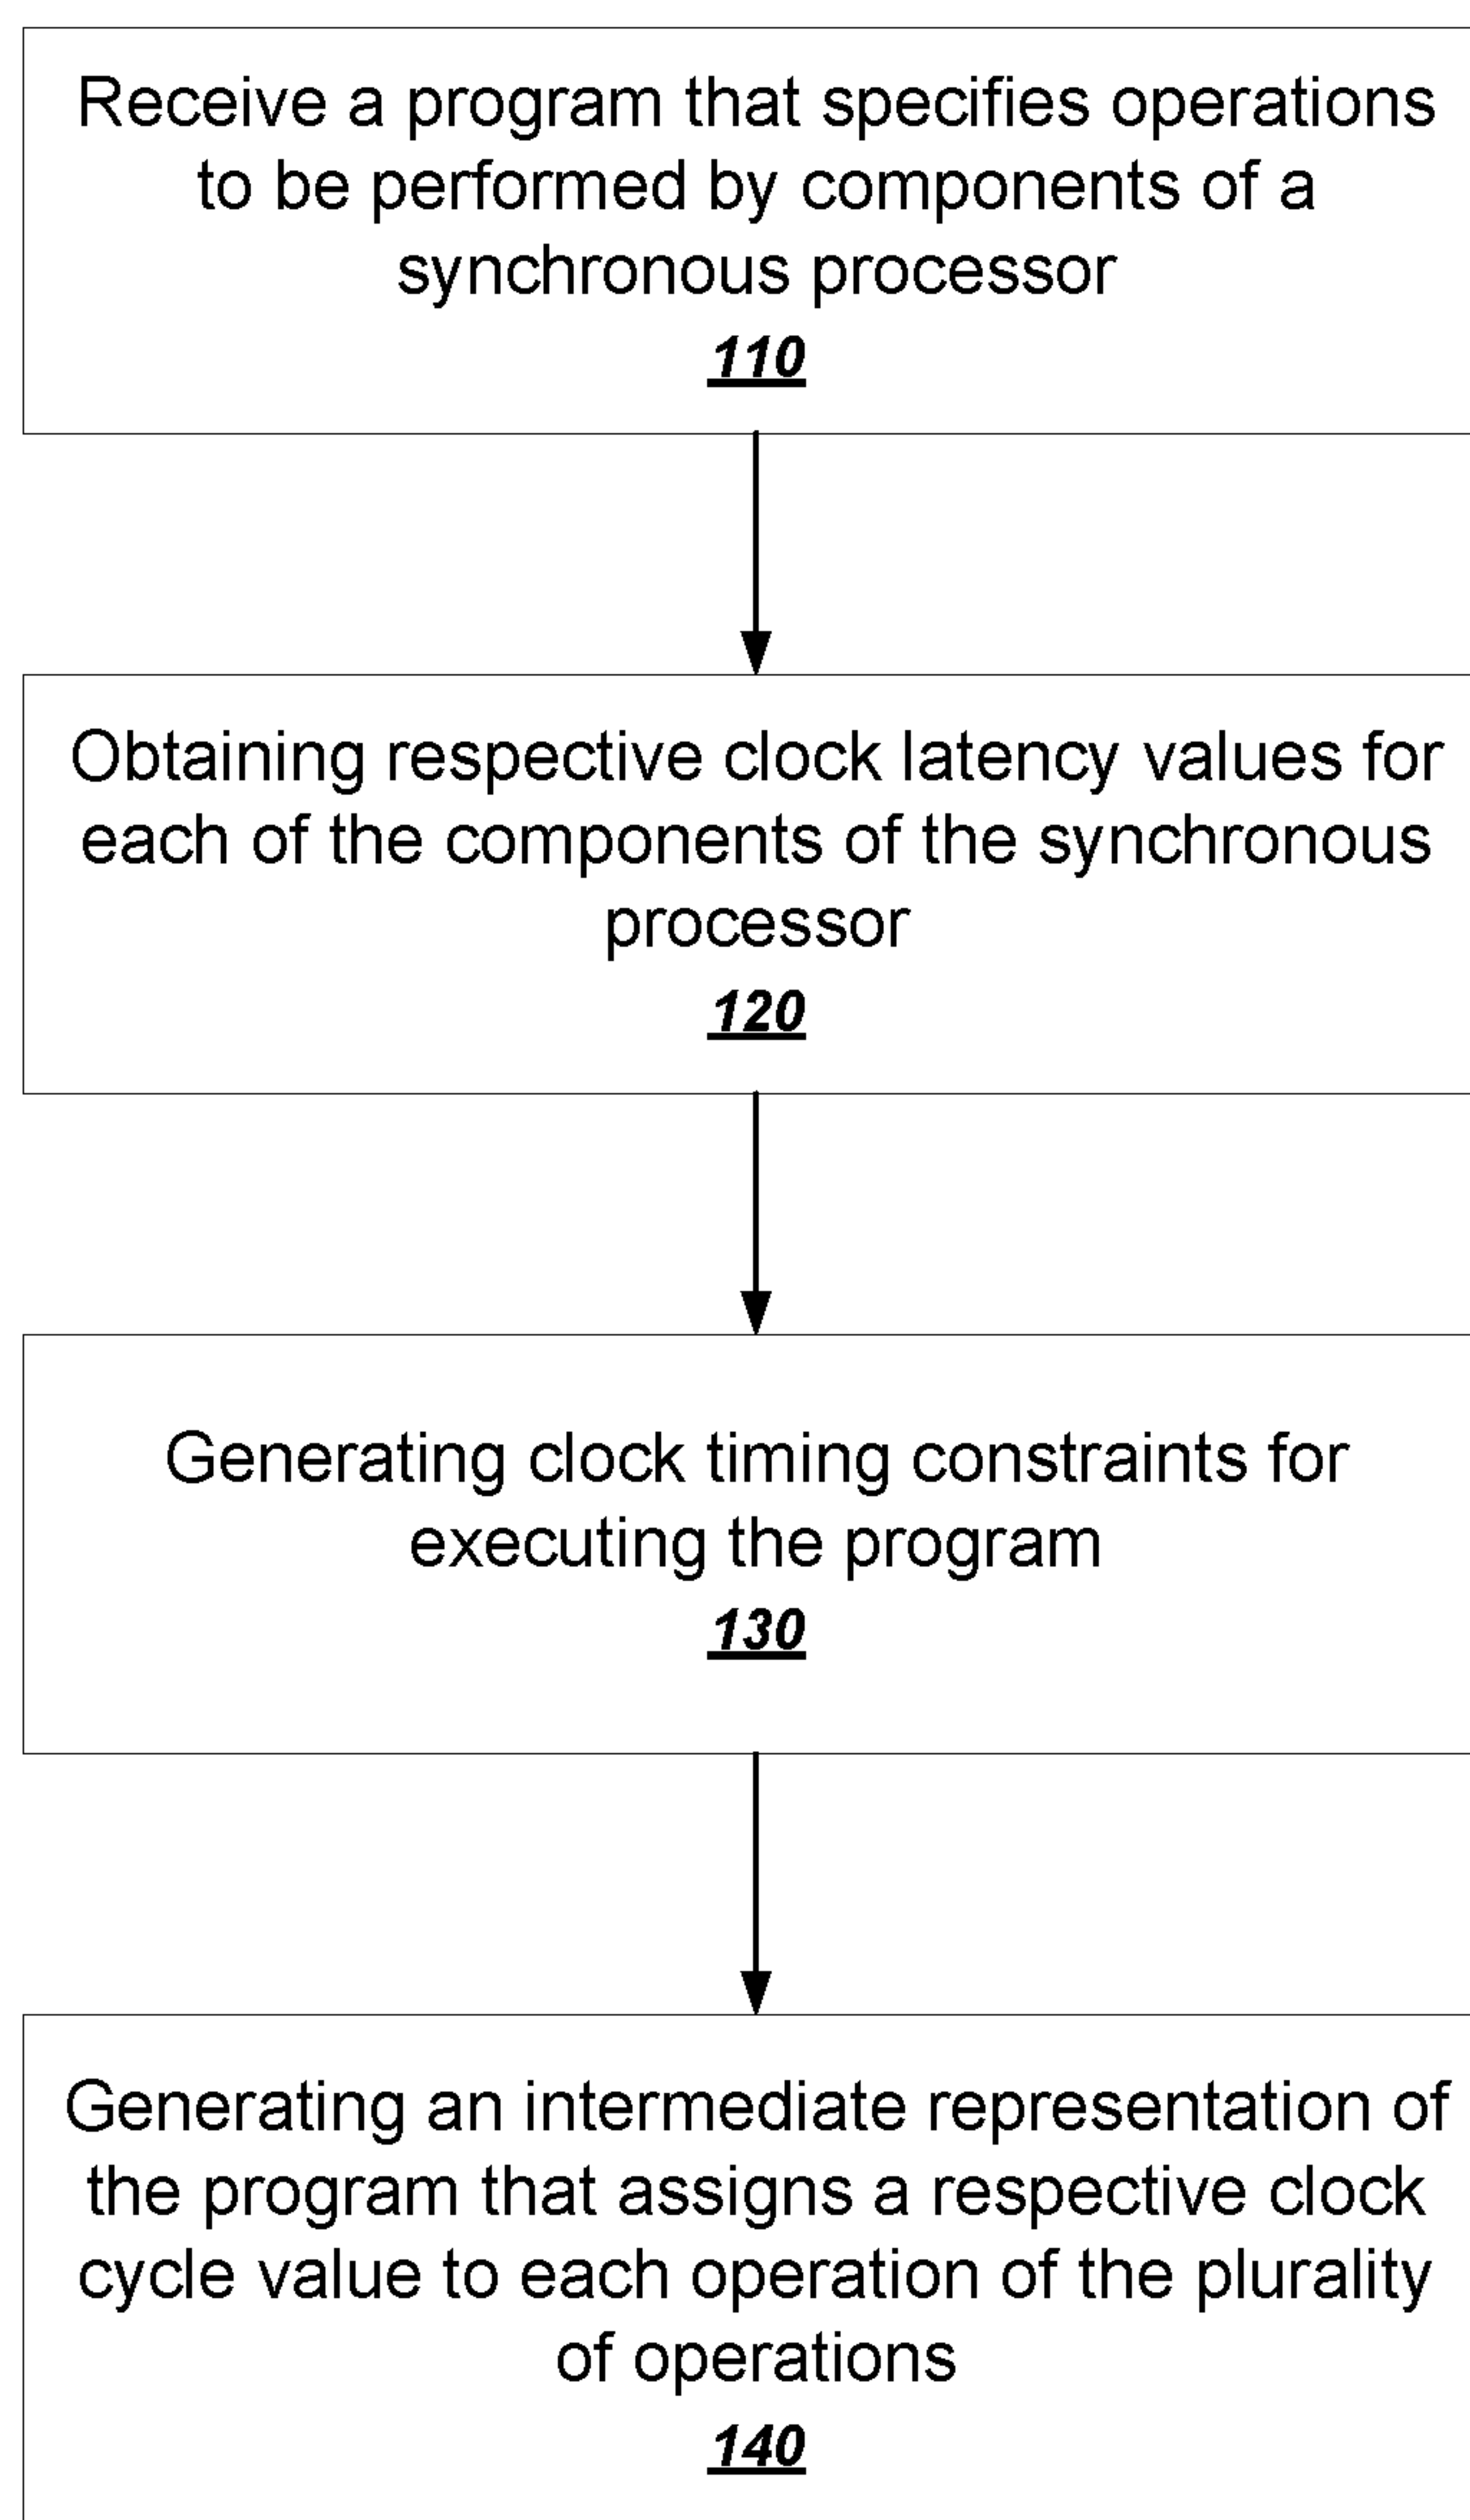 Receive a program that specifies operations
to be performed by components of a
synchronous processor
110
Obtaining respective clock latency values for
each of the components of the synchronous
processor
120
Generating clock timing constraints for
executing the program
130
Generating an intermediate representation of
the program that assigns a respective clock
cycle value to each operation of the plurality
of operations
140